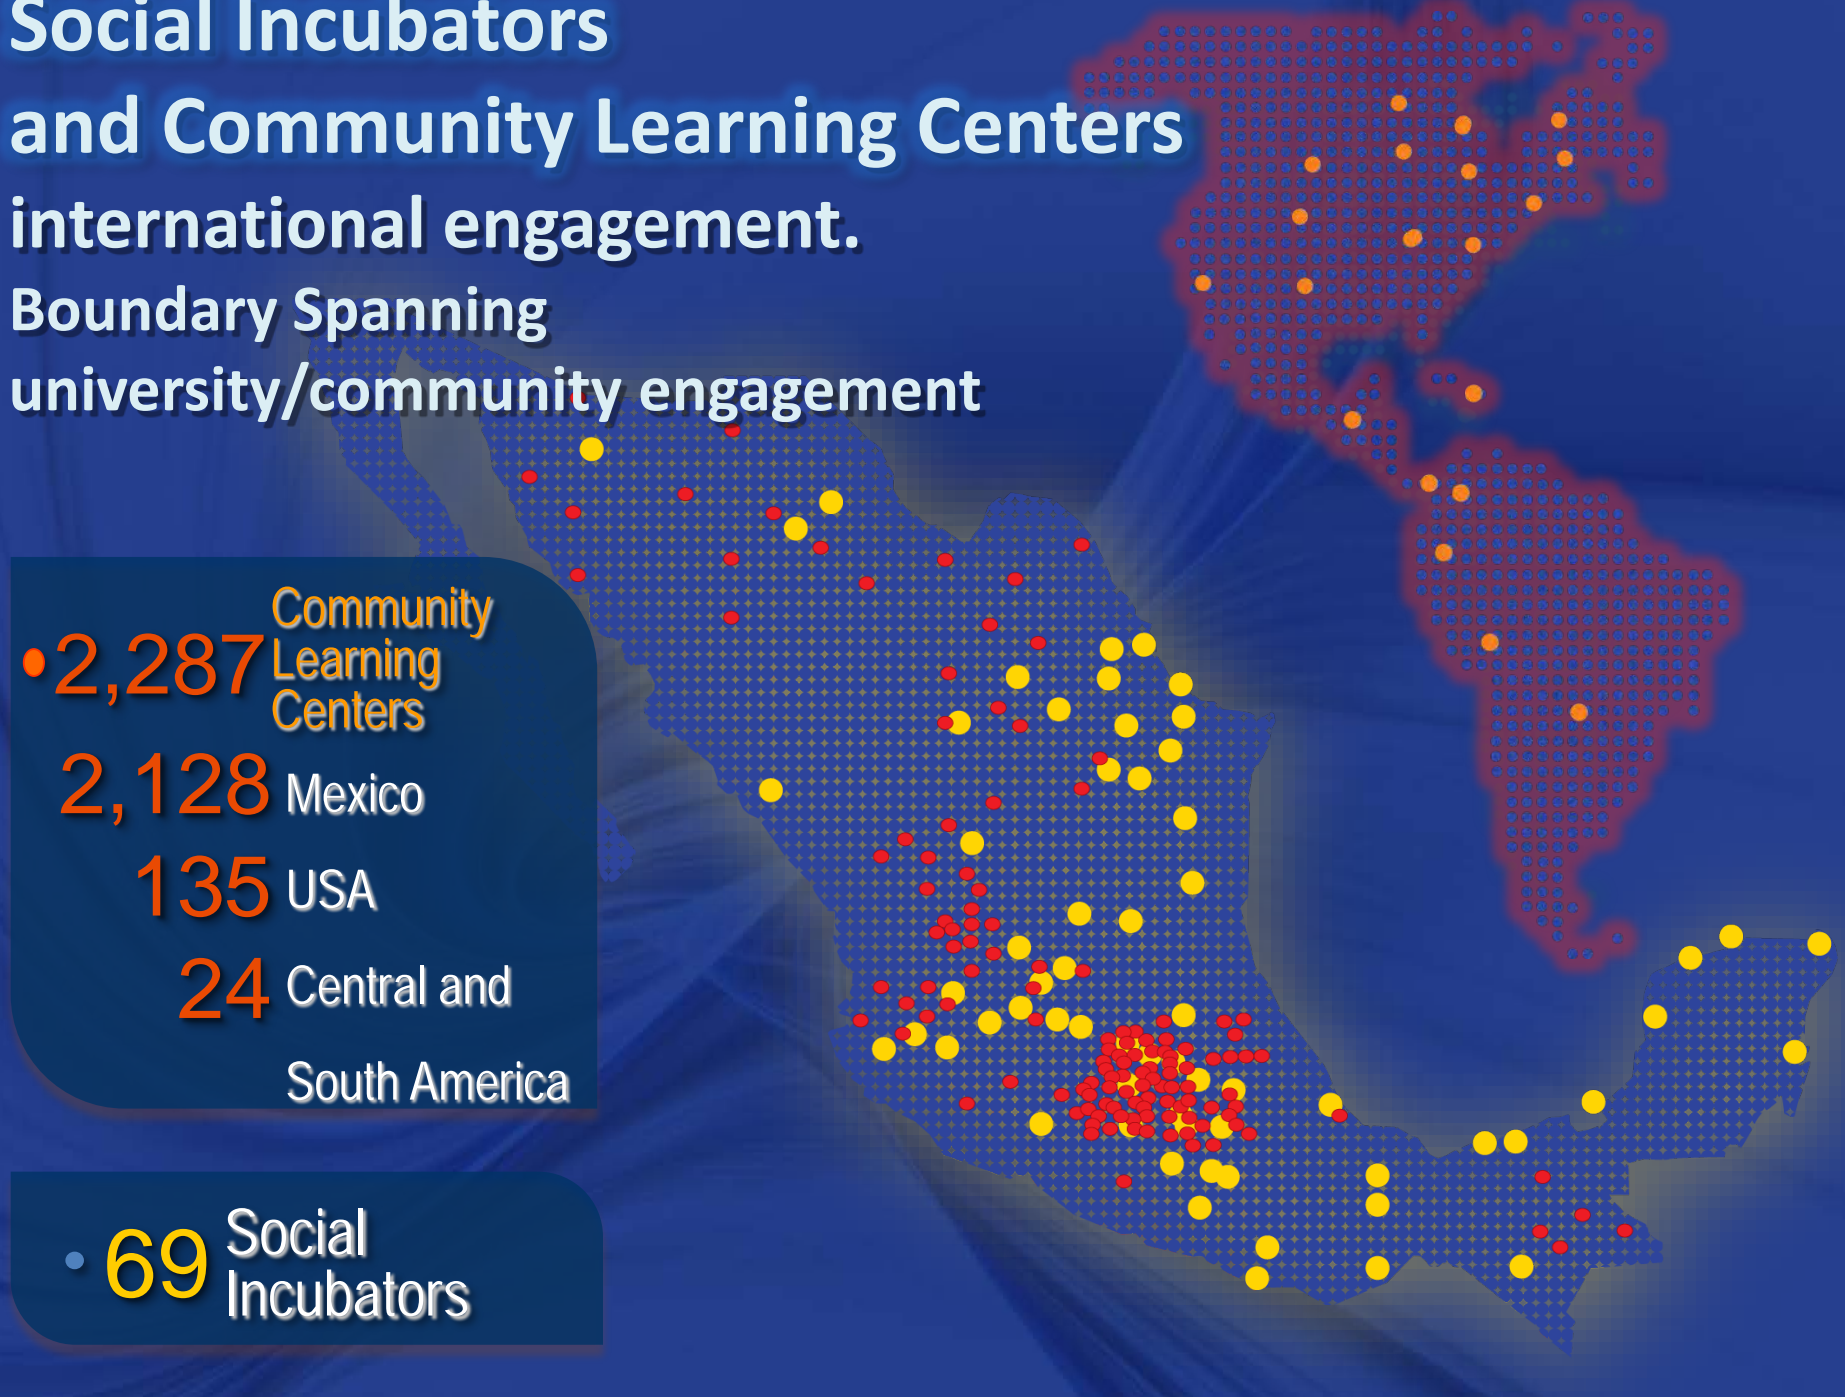 Social Incubators
and Community Learning Centers
international engagement.
Boundary Spanning
university/community engagement
•2,287 Community
Learning
Centers
2,128 Mexico
135 USA
24 Central and
South America
• 69 Social
Incubators